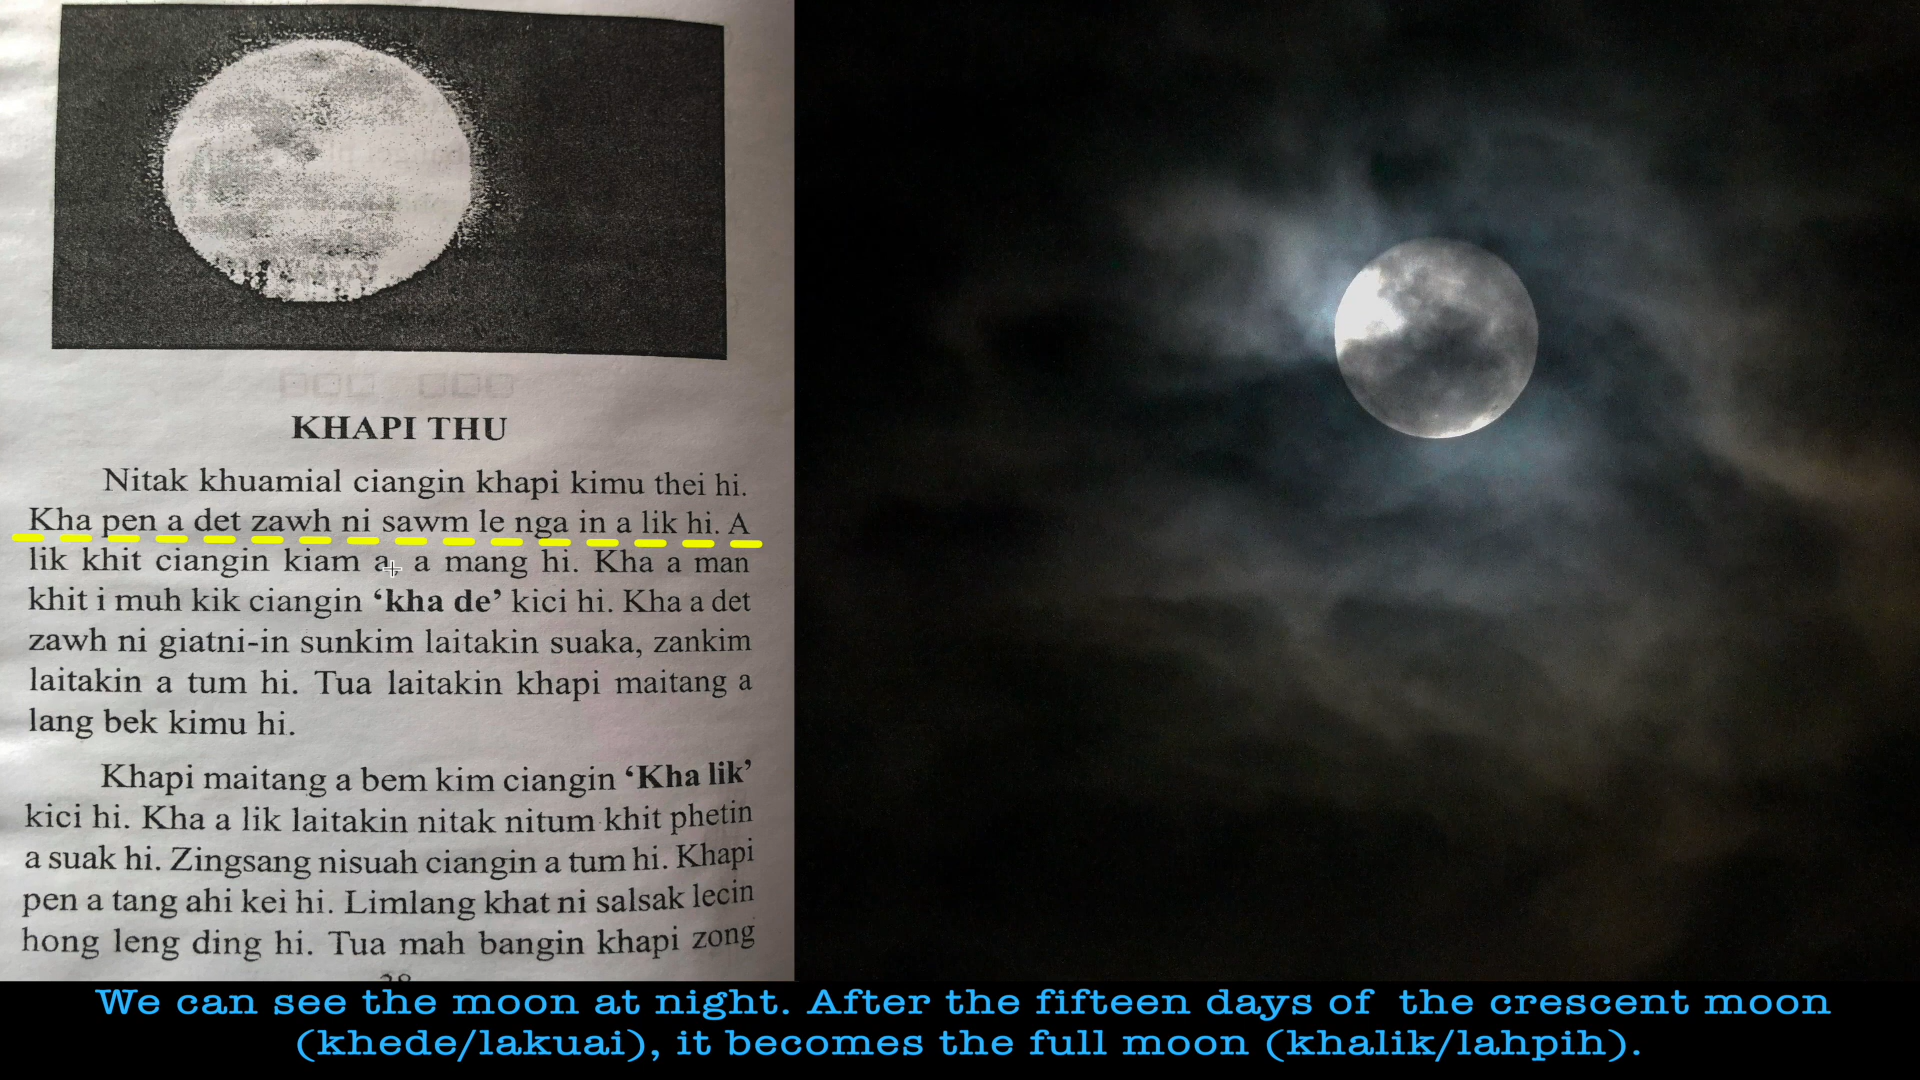 KHAPI THU
Nitak khuamial ciangin khapi kimu thei hi.
Kha pen a det zawh ni sawm le nga in a lik hi. A
lik khit ciangin kiam a, a mang hi. Kha a man
khit i muh kik ciangin ‘kha de’ kici hi. Kha a det
zawh ni giatni-in sunkim laitakin suaka, zankim
laitakin a tum hi. Tua laitakin khapi maitang a
lang bek kimu hi.
Khapi maitang a bem kim ciangin ‘Kha lik’
kici hi. Kha a lik laitakin nitak nitum khit phetin
a suak hi. Zingsang nisuah ciangin a tum hi. Khapi
pen a tang ahi kei hi. Limlang khat ni salsak lecin
hong leng ding hi. Tua mah bangin khapi zong
We can see the moon at night. After the fifteen days of the crescent moon
(khede/lakuai), it becomes the full moon (khalik/lahpih).